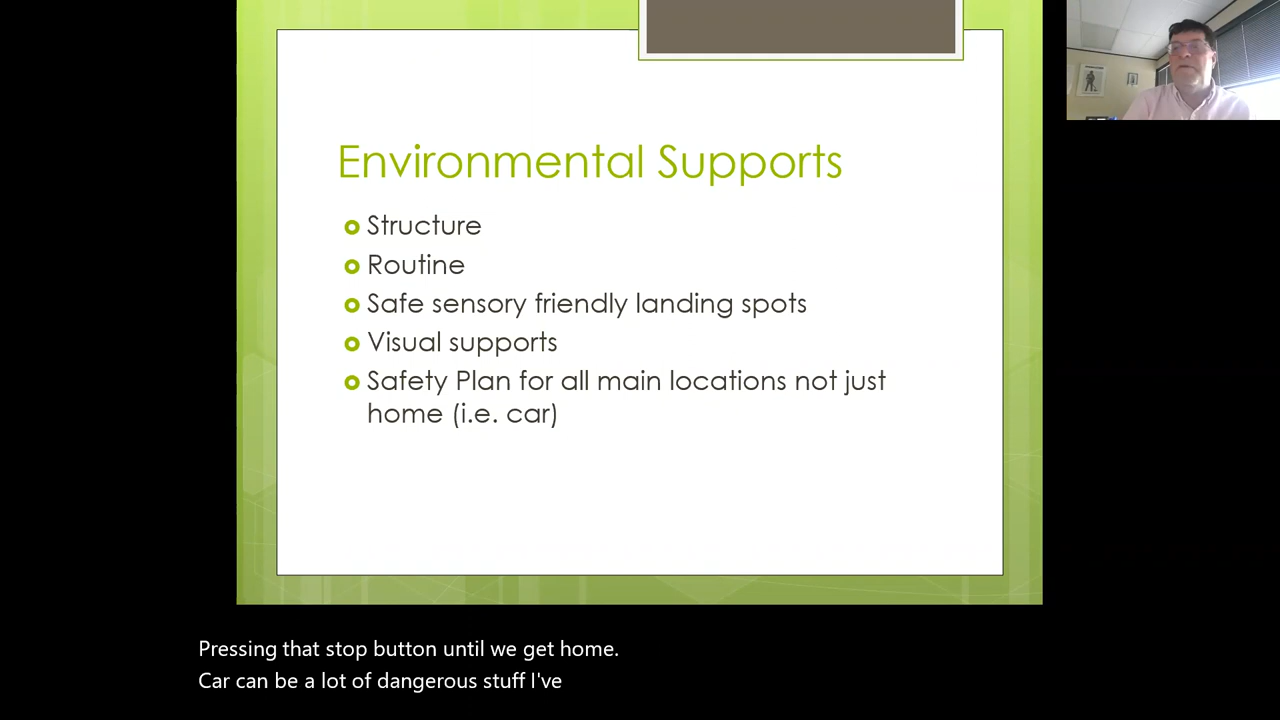 Environmental Supports
Structure
Routine
Safe sensory friendly landing spots
Visual supports
Safety Plan for all main locations not just
home (i.e. car)
Pressing that stop button until we get home.
Car can be a lot of dangerous stuff I've